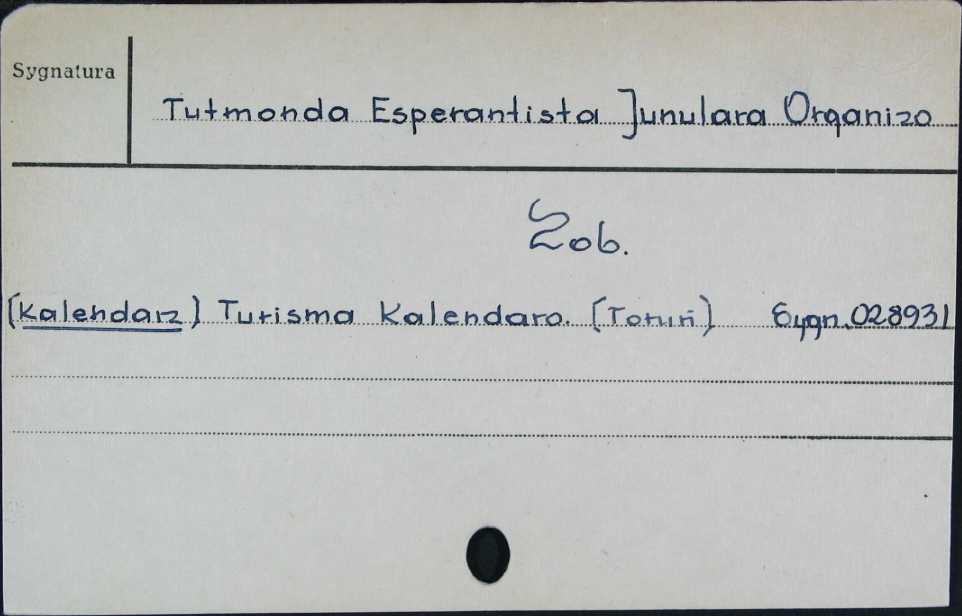 Sygnatura
Tutmonda Esperantista Junulara Organizo
Zob.
[Kalendarz] Turisma Kalendaro. [Toruń] Sygn. 028931